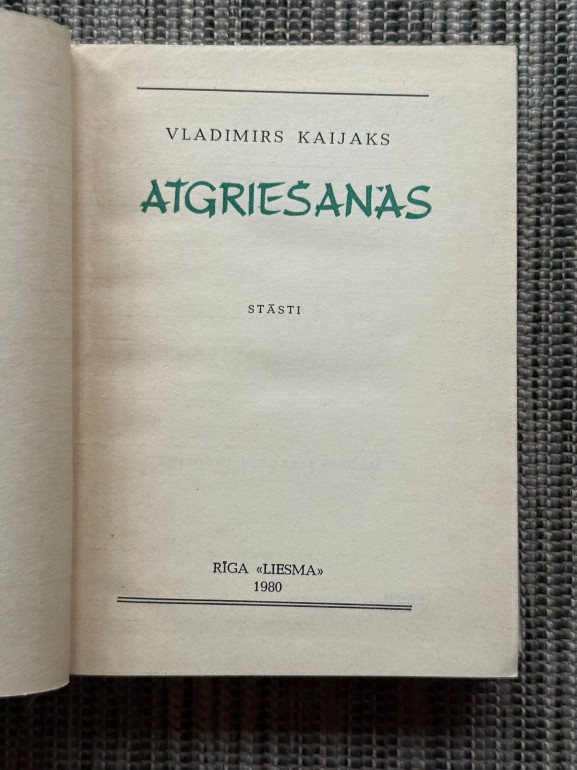 VLADIMIRS KAIJAKS
ATGRIEŠANĀS
STĀSTI
RĪGA «LIESMA»
1980